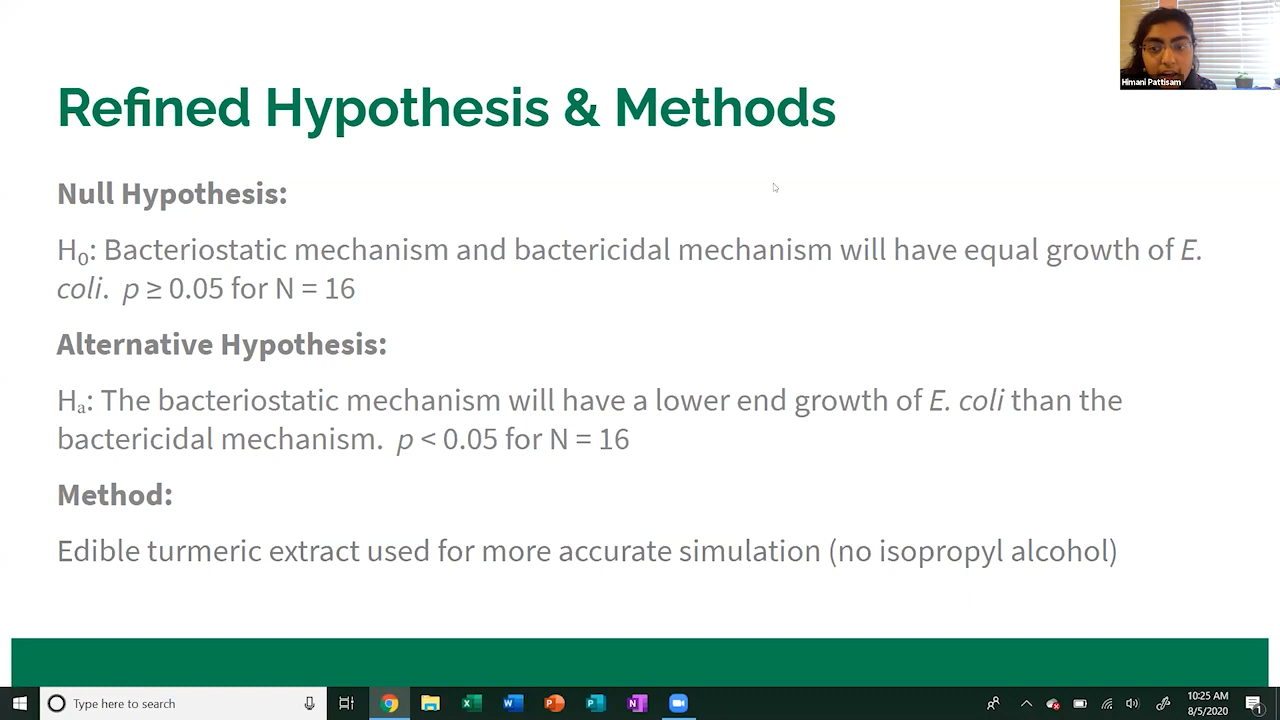 Himani Pattisam
Refined Hypothesis & Methods
Null Hypothesis:
H₀: Bacteriostatic mechanism and bactericidal mechanism will have equal growth of E.
coli. p ≥ 0.05 for N = 16
Alternative Hypothesis:
Hₐ: The bacteriostatic mechanism will have a lower end growth of E. coli than the
bactericidal mechanism. p < 0.05 for N = 16
Method:
Edible turmeric extract used for more accurate simulation (no isopropyl alcohol)
Type here to search
10:25 AM
8/5/2020
1